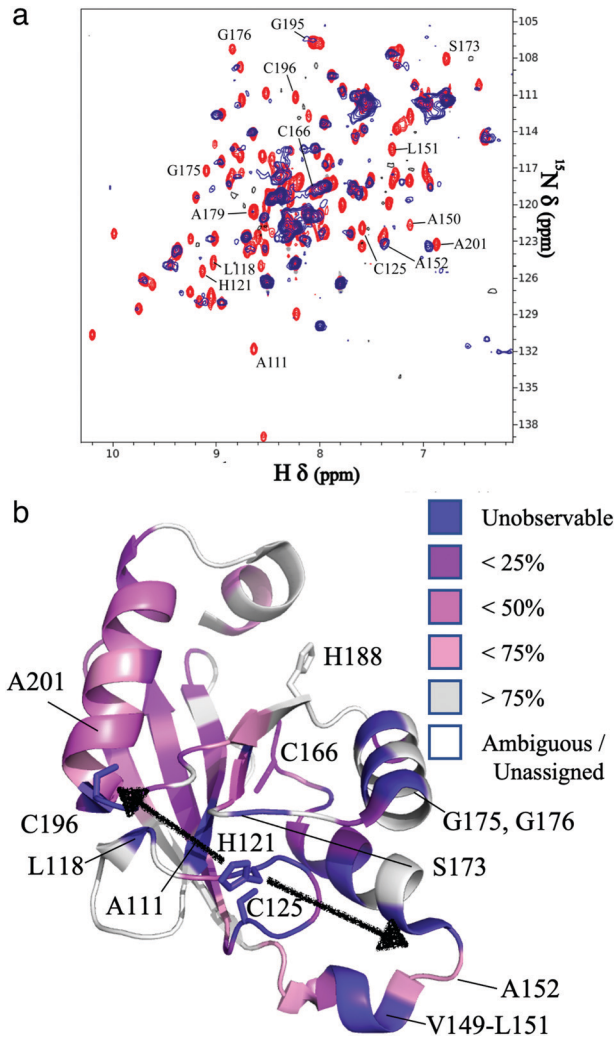 a
G176
G195
S173
C196
C166
L151
G175
A179
A150
A201
L118
H121
C125
A152
A111
105
108
111
114
117
120
123
126
129
132
135
138
15N δ (ppm)
10
9
8
7
H δ (ppm)
b
Unobservable
< 25%
< 50%
< 75%
> 75%
Ambiguous /
Unassigned
H188
A201
C166
C196
G175, G176
L118
H121
S173
A111
C125
A152
V149-L151